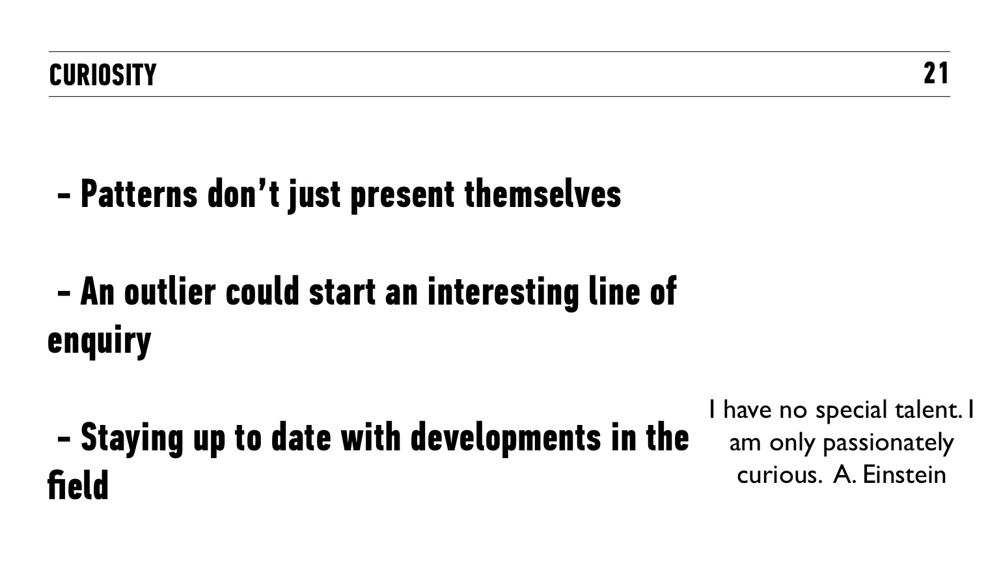 CURIOSITY 21
– Patterns don’t just present themselves
– An outlier could start an interesting line of
enquiry
– Staying up to date with developments in the
field
I have no special talent. I
am only passionately
curious.  A. Einstein